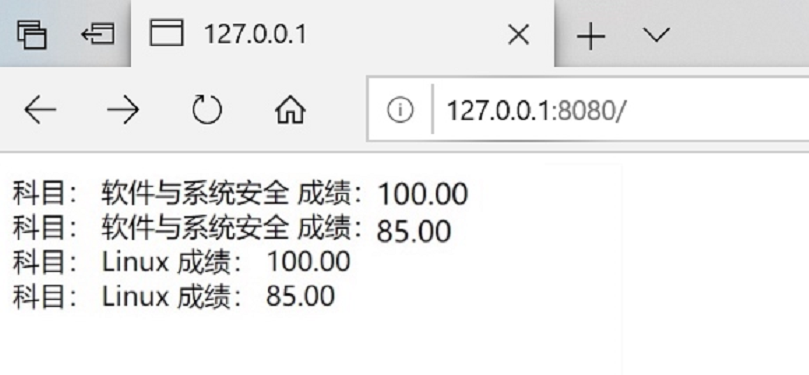 127.0.0.1
127.0.0.1:8080/
科目： 软件与系统安全 成绩：100.00
科目： 软件与系统安全 成绩：85.00
科目： Linux 成绩： 100.00
科目： Linux 成绩： 85.00